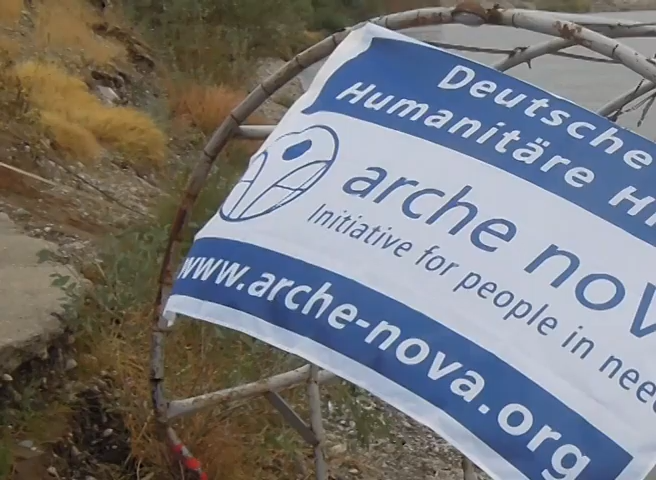 Deutsche
Humanitäre
arche
Initiative for people in
www.arche-nova.org